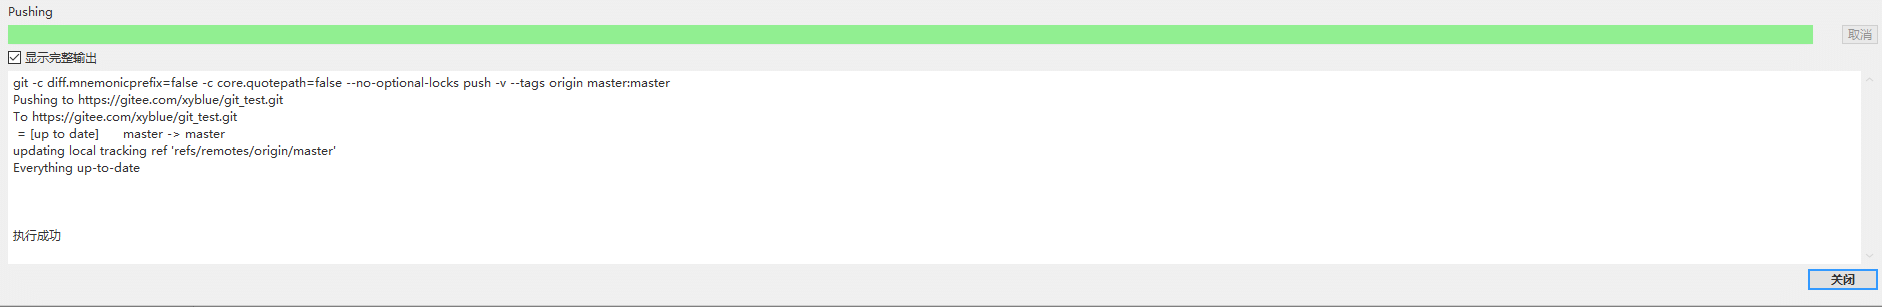 Pushing
取消
显示完整输出
git -c diff.mnemonicprefix=false -c core.quotepath=false --no-optional-locks push -v --tags origin master:master
Pushing to https://gitee.com/xyblue/git_test.git
To https://gitee.com/xyblue/git_test.git
= [up to date]      master -> master
updating local tracking ref 'refs/remotes/origin/master'
Everything up-to-date
执行成功
关闭